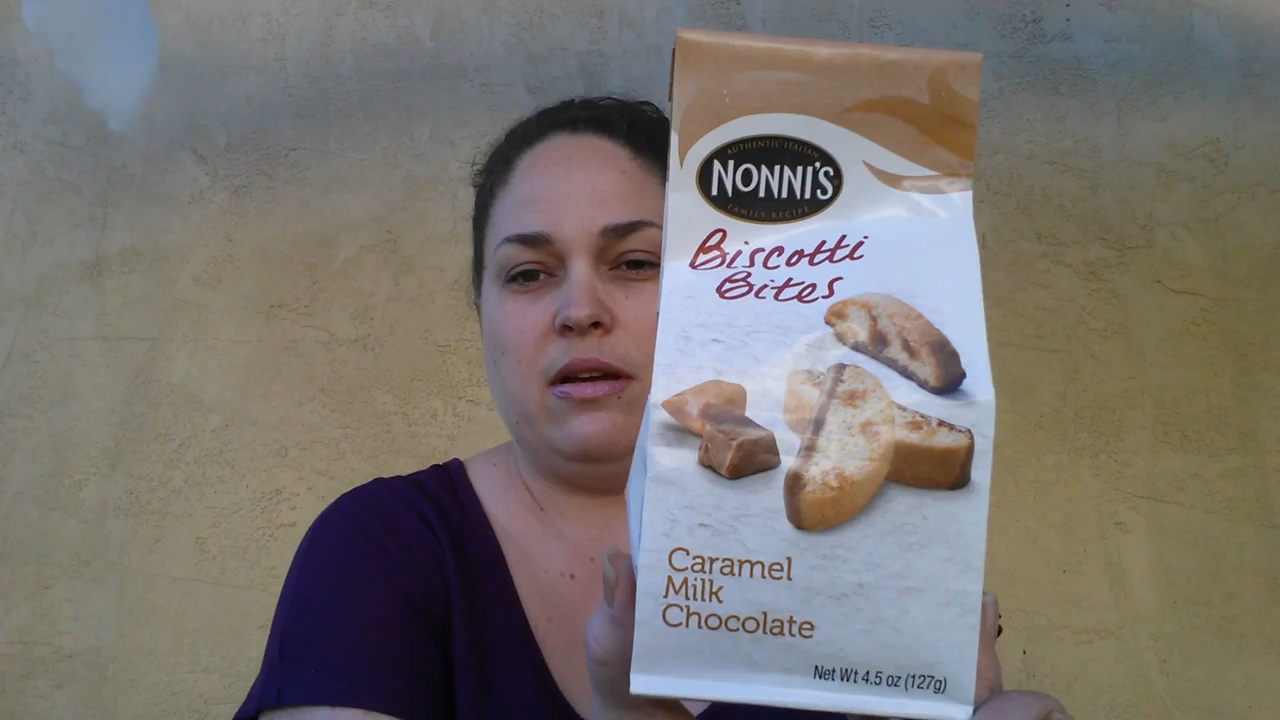 AUTHENTIC ITALIAN
NONNI'S
FAMILY RECIPE
Biscotti
Bites
Caramel
Milk
Chocolate
Net Wt 4.5 oz (127g)